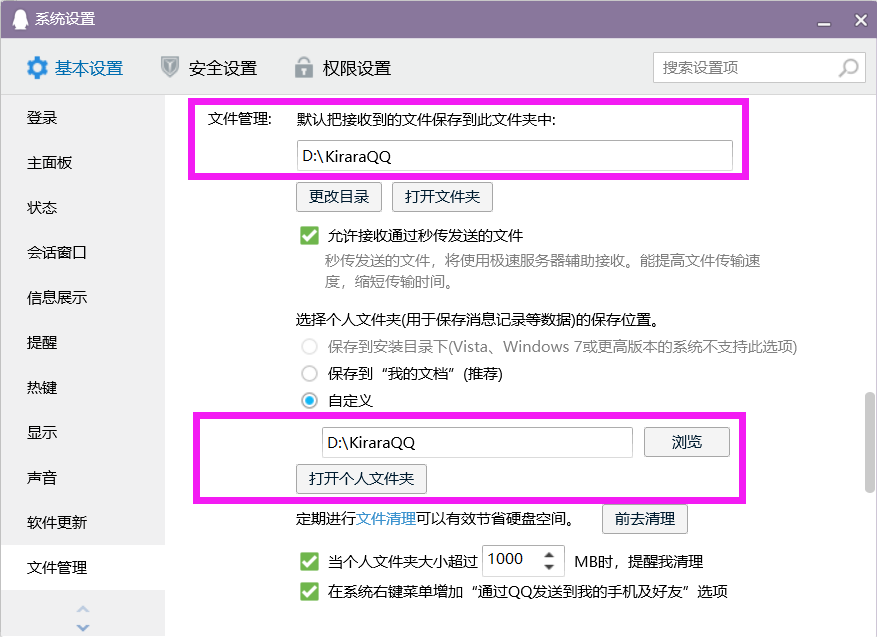 系统设置
基本设置 安全设置 权限设置 搜索设置项
登录
主面板
状态
会话窗口
信息展示
提醒
热键
显示
声音
软件更新
文件管理
文件管理: 默认把接收到的文件保存到此文件夹中:
D:\KiraraQQ
更改目录 打开文件夹
允许接收通过秒传发送的文件
秒传发送的文件，将使用极速服务器辅助接收。能提高文件传输速
度，缩短传输时间。
选择个人文件夹(用于保存消息记录等数据)的保存位置。
保存到安装目录下(Vista、Windows 7或更高版本的系统不支持此选项)
保存到“我的文档”(推荐)
自定义
D:\KiraraQQ 浏览
打开个人文件夹
定期进行文件清理可以有效节省硬盘空间。 前去清理
当个人文件夹大小超过 1000 MB时，提醒我清理
在系统右键菜单增加“通过QQ发送到我的手机及好友”选项